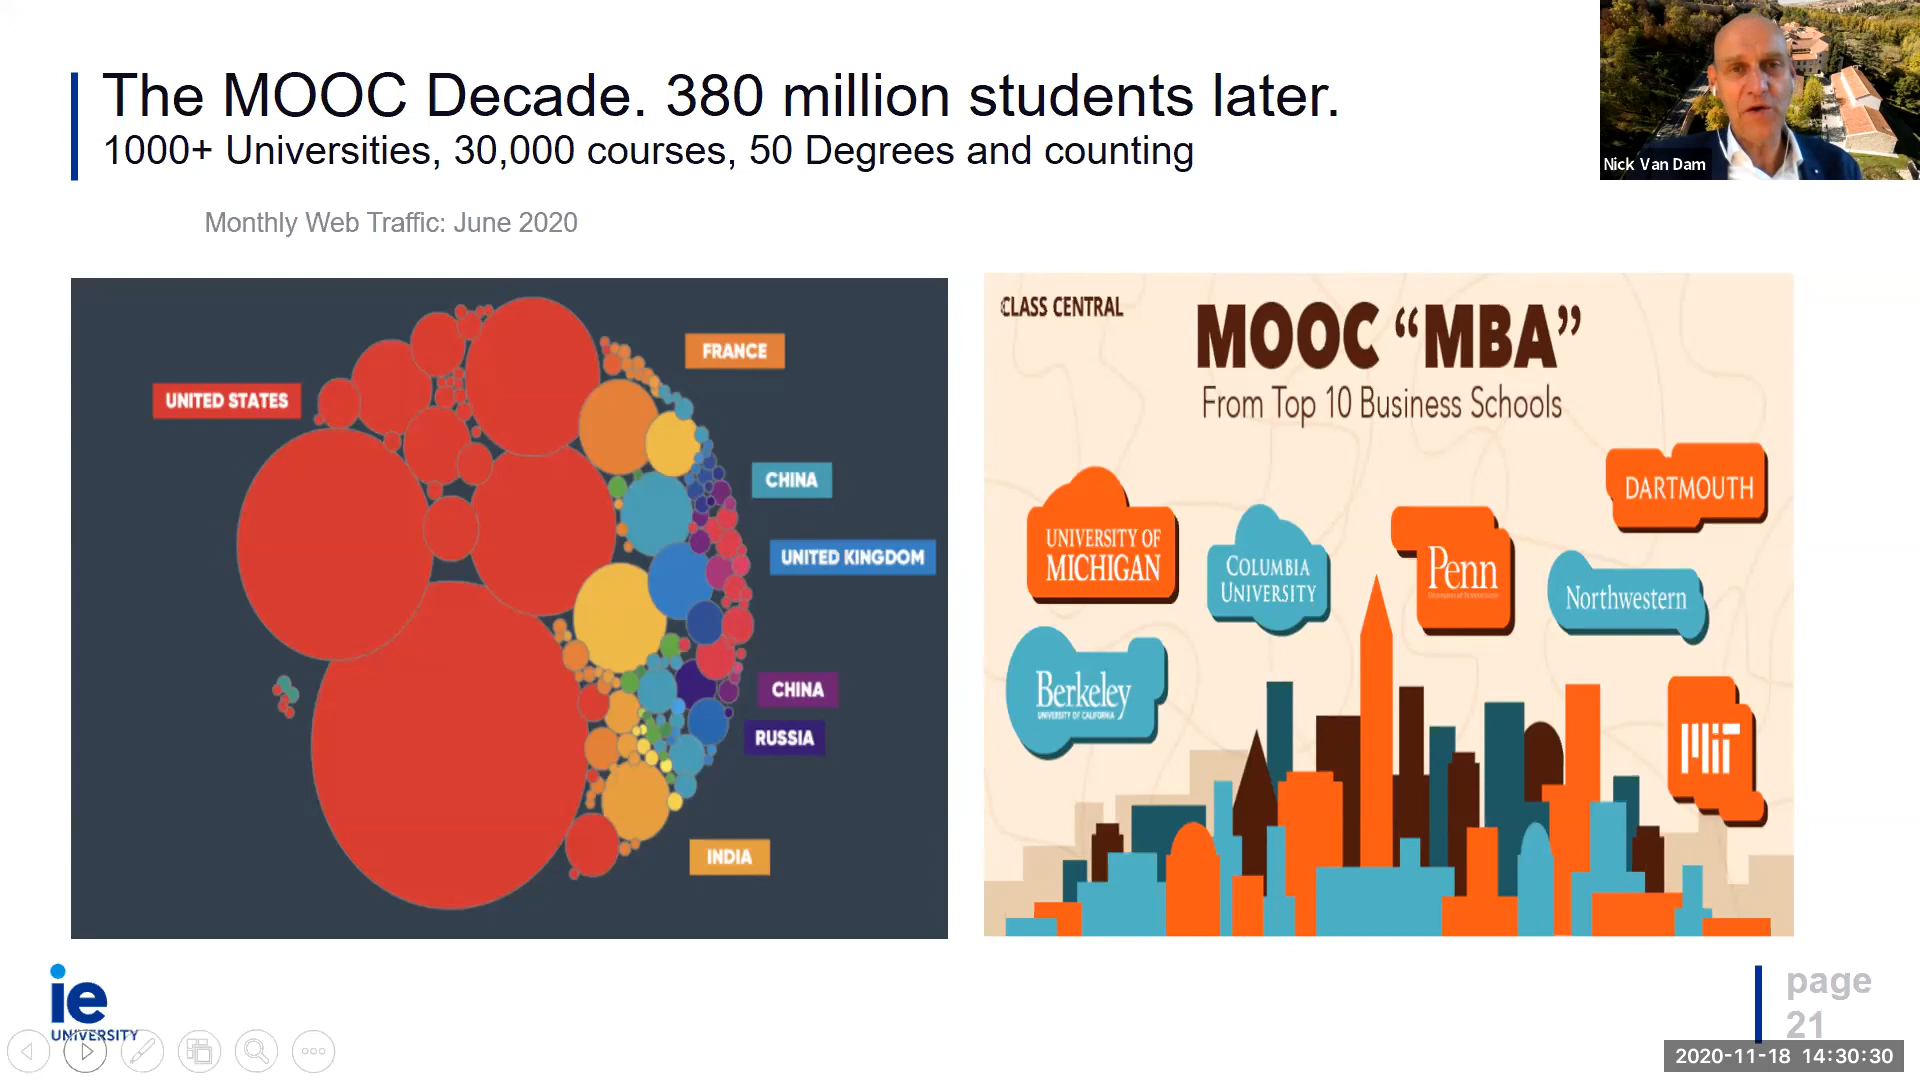 The MOOC Decade. 380 million students later.
1000+ Universities, 30,000 courses, 50 Degrees and counting
Nick Van Dam
Monthly Web Traffic: June 2020
UNITED STATES
FRANCE
CHINA
UNITED KINGDOM
CHINA
RUSSIA
INDIA
CLASS CENTRAL
MOOC “MBA”
From Top 10 Business Schools
DARTMOUTH
UNIVERSITY OF
MICHIGAN
COLUMBIA
UNIVERSITY
Penn
Northwestern
Berkeley
UNIVERSITY OF CALIFORNIA
MIT
ie
UNIVERSITY
page
21
2020-11-18 14:30:30